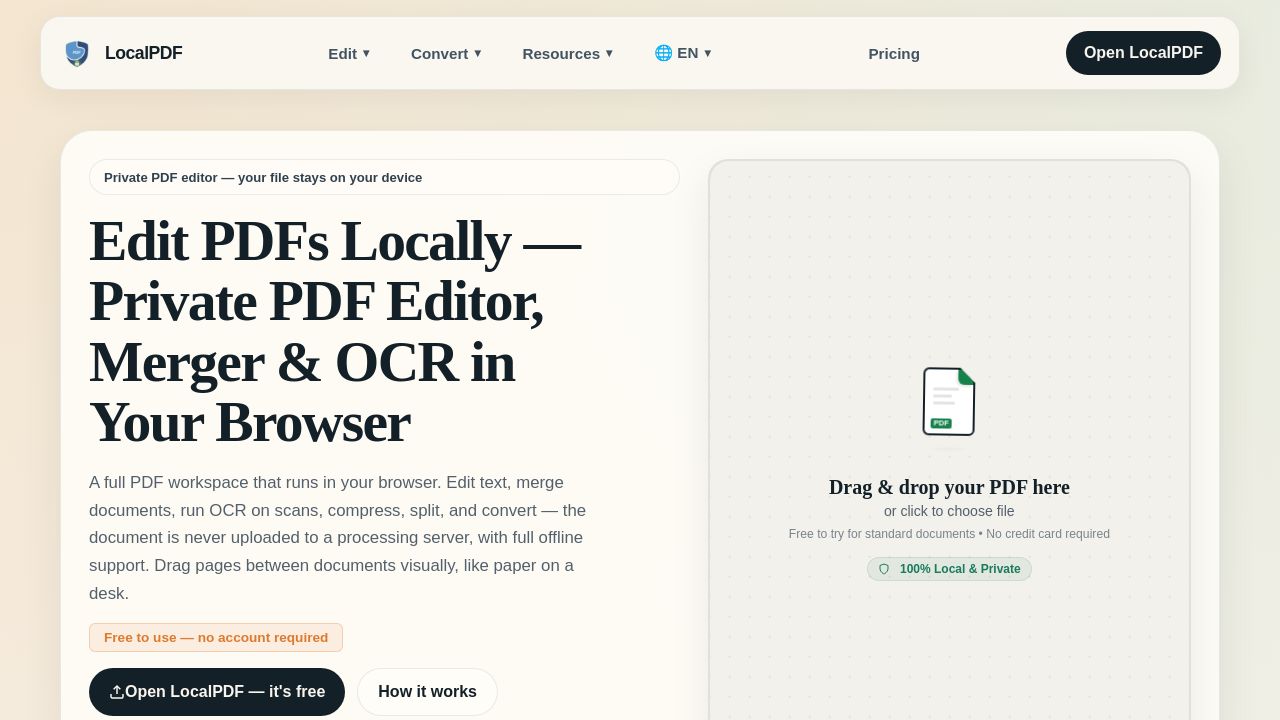 LocalPDF
Edit ▼
Convert ▼
Resources ▼
🌐 EN ▼
Pricing
Open LocalPDF
Private PDF editor — your file stays on your device
Edit PDFs Locally —
Private PDF Editor,
Merger & OCR in
Your Browser
A full PDF workspace that runs in your browser. Edit text, merge
documents, run OCR on scans, compress, split, and convert — the
document is never uploaded to a processing server, with full offline
support. Drag pages between documents visually, like paper on a
desk.
Free to use — no account required
Open LocalPDF — it's free
How it works
PDF
Drag & drop your PDF here
or click to choose file
Free to try for standard documents • No credit card required
100% Local & Private